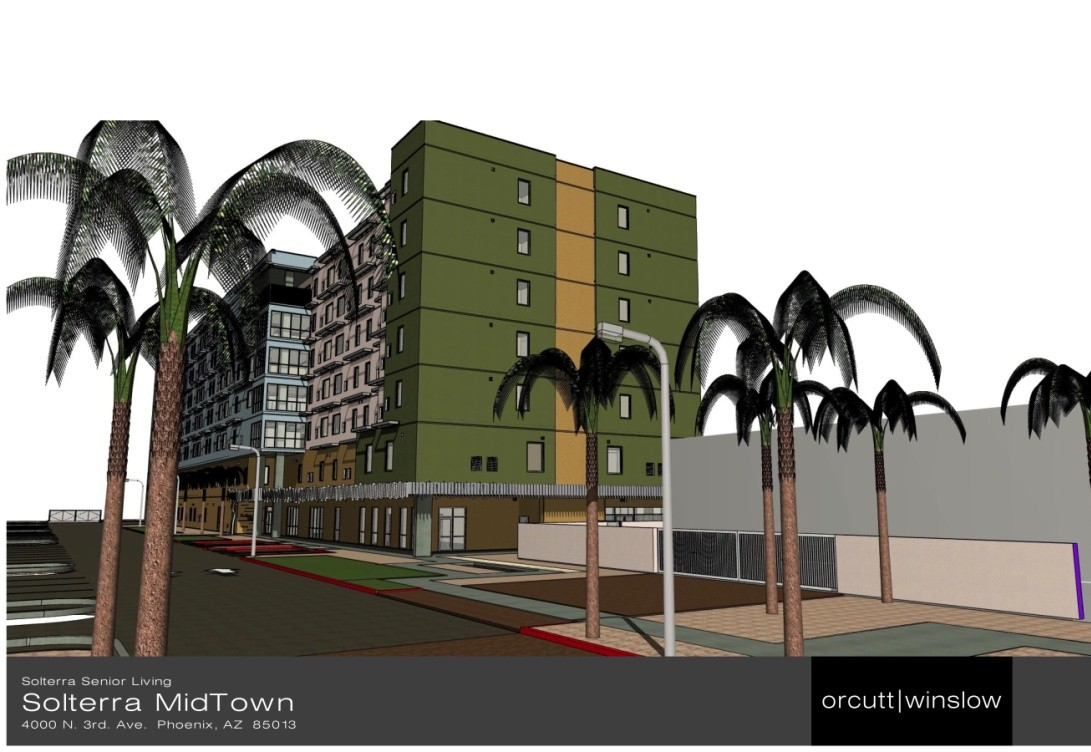 Solterra Senior Living
Solterra MidTown
4000 N. 3rd. Ave. Phoenix, AZ 85013
orcutt|winslow